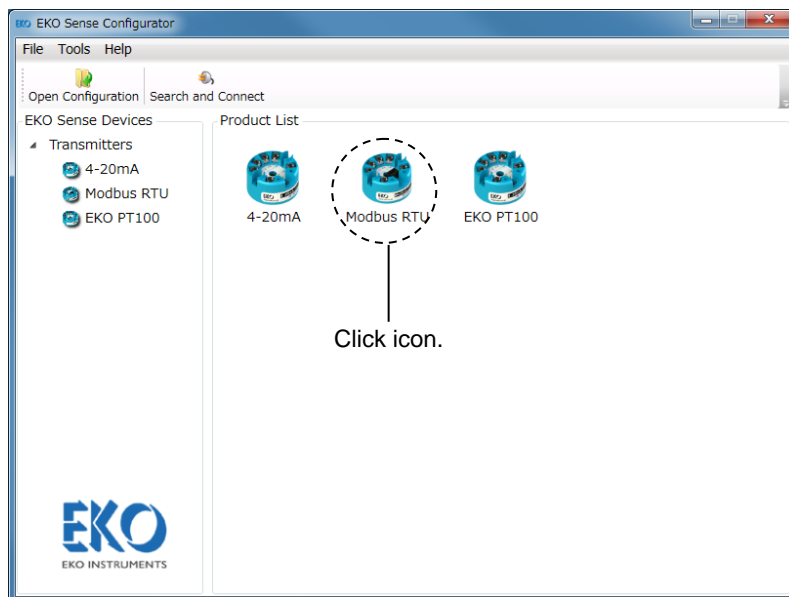 EKO EKO Sense Configurator
File Tools Help
Open Configuration Search and Connect
EKO Sense Devices
Transmitters
4-20mA
Modbus RTU
EKO PT100
Product List
4-20mA Modbus RTU EKO PT100
Click icon.
EKO
EKO INSTRUMENTS